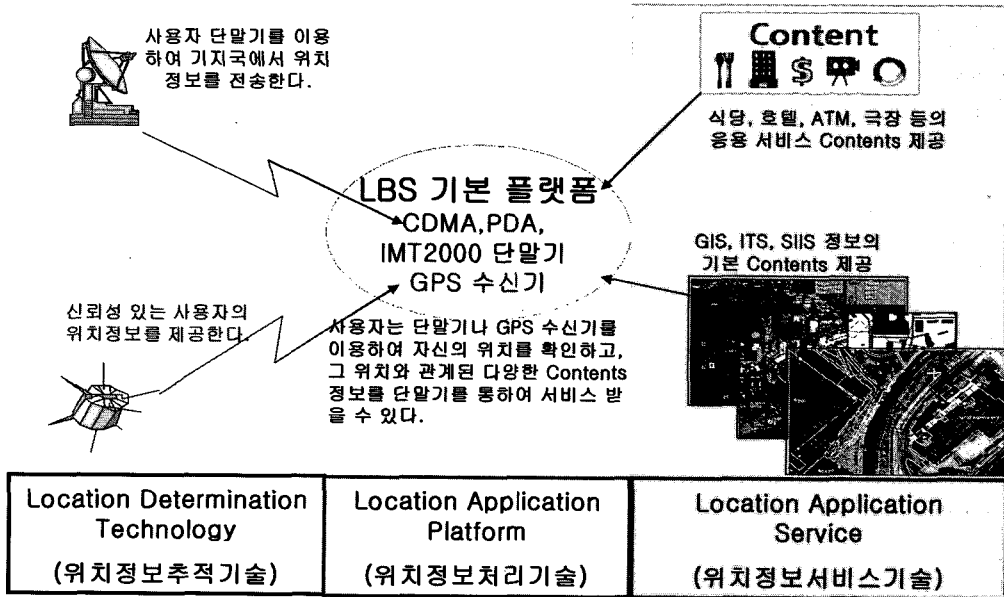 사용자 단말기를 이용
하여 기지국에서 위치
정보를 전송한다.
Content
식당, 호텔, ATM, 극장 등의
응용 서비스 Contents 제공
LBS 기본 플랫폼
CDMA,PDA,
IMT2000 단말기
GPS 수신기
GIS, ITS, SIIS 정보의
기본 Contents 제공
신뢰성 있는 사용자의
위치정보를 제공한다.
사용자는 단말기나 GPS 수신기를
이용하여 자신의 위치를 확인하고,
그 위치와 관계된 다양한 Contents
정보를 단말기를 통하여 서비스 받
을 수 있다.
Location Determination
Technology
(위치정보추적기술)
Location Application
Platform
(위치정보처리기술)
Location Application
Service
(위치정보서비스기술)